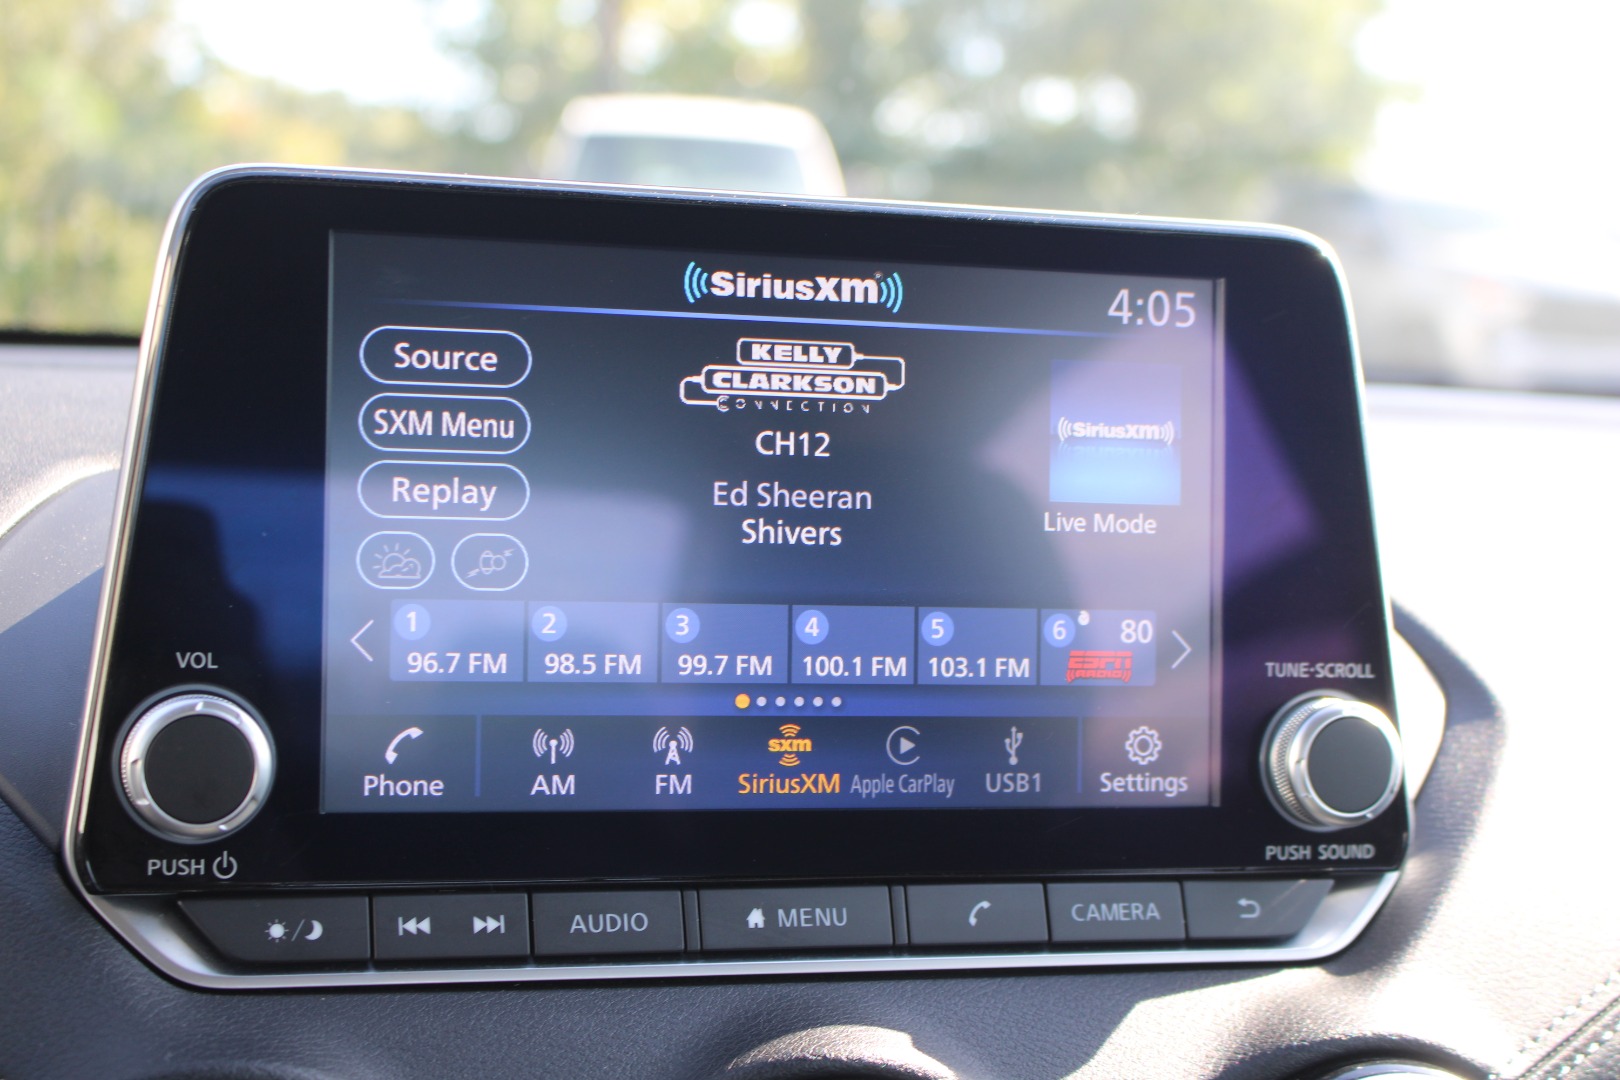 SiriusXM
4:05
Source
SXM Menu
Replay
KELLY
CLARKSON
CONNECTION
CH12
Ed Sheeran
Shivers
SiriusXM
Live Mode
1 96.7 FM
2 98.5 FM
3 99.7 FM
4 100.1 FM
5 103.1 FM
6 80 ESPN RADIO
Phone
AM
FM
sxm
SiriusXM
Apple CarPlay
USB1
Settings
VOL
PUSH
TUNE·SCROLL
PUSH SOUND
AUDIO
MENU
CAMERA